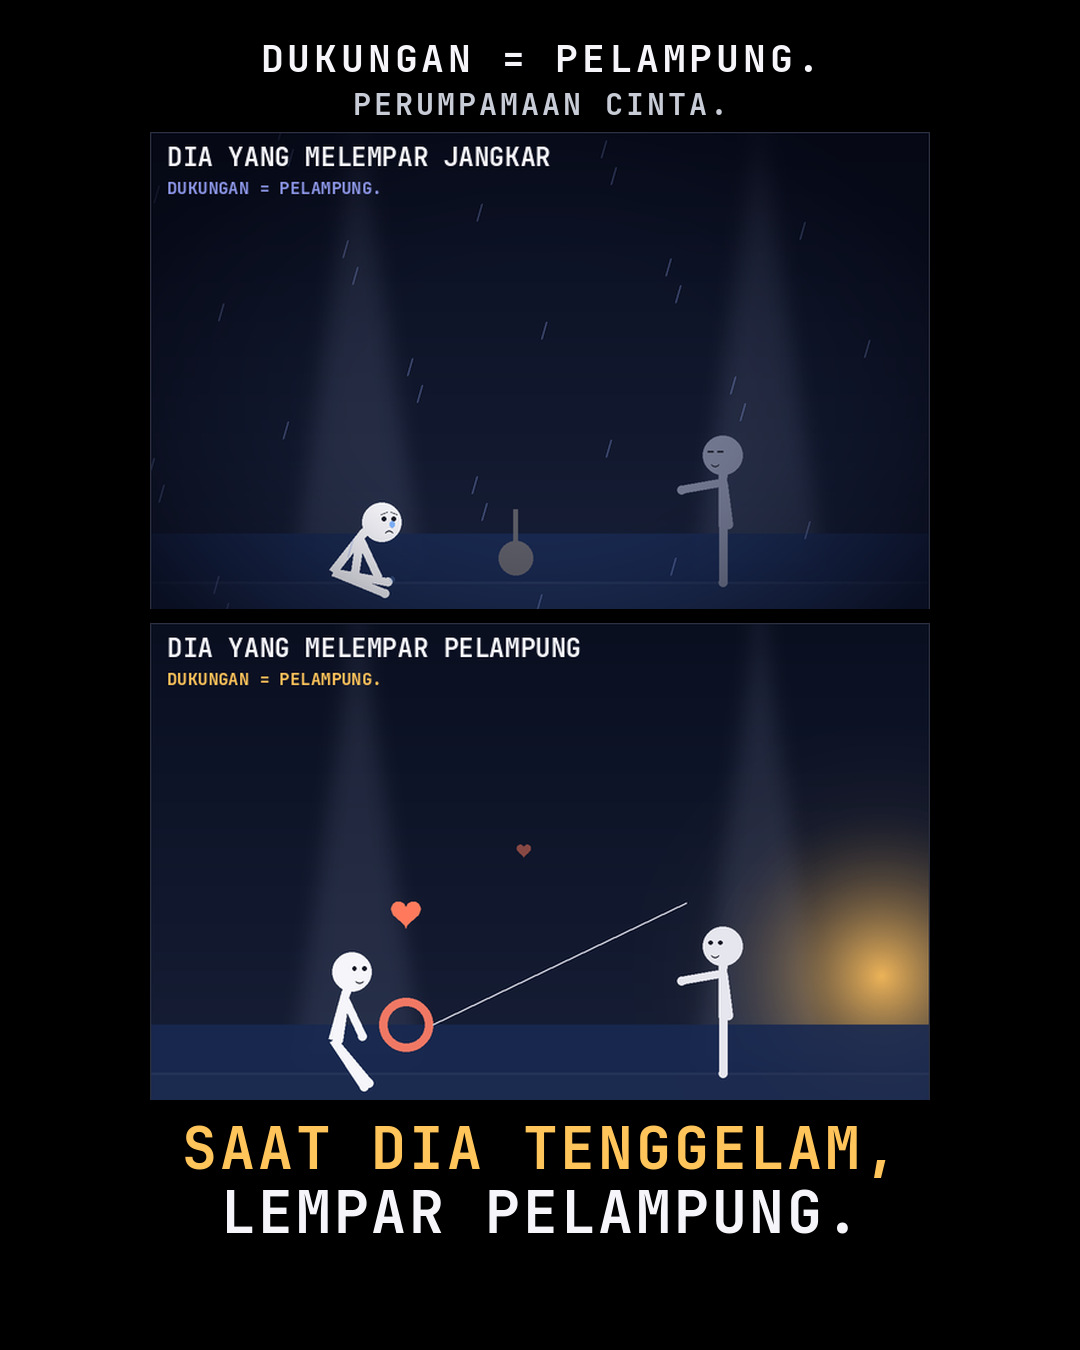 DUKUNGAN = PELAMPUNG.
PERUMPAMAAN CINTA.
DIA YANG MELEMPAR JANGKAR
DUKUNGAN = PELAMPUNG.
DIA YANG MELEMPAR PELAMPUNG
DUKUNGAN = PELAMPUNG.
SAAT DIA TENGGELAM,
LEMPAR PELAMPUNG.